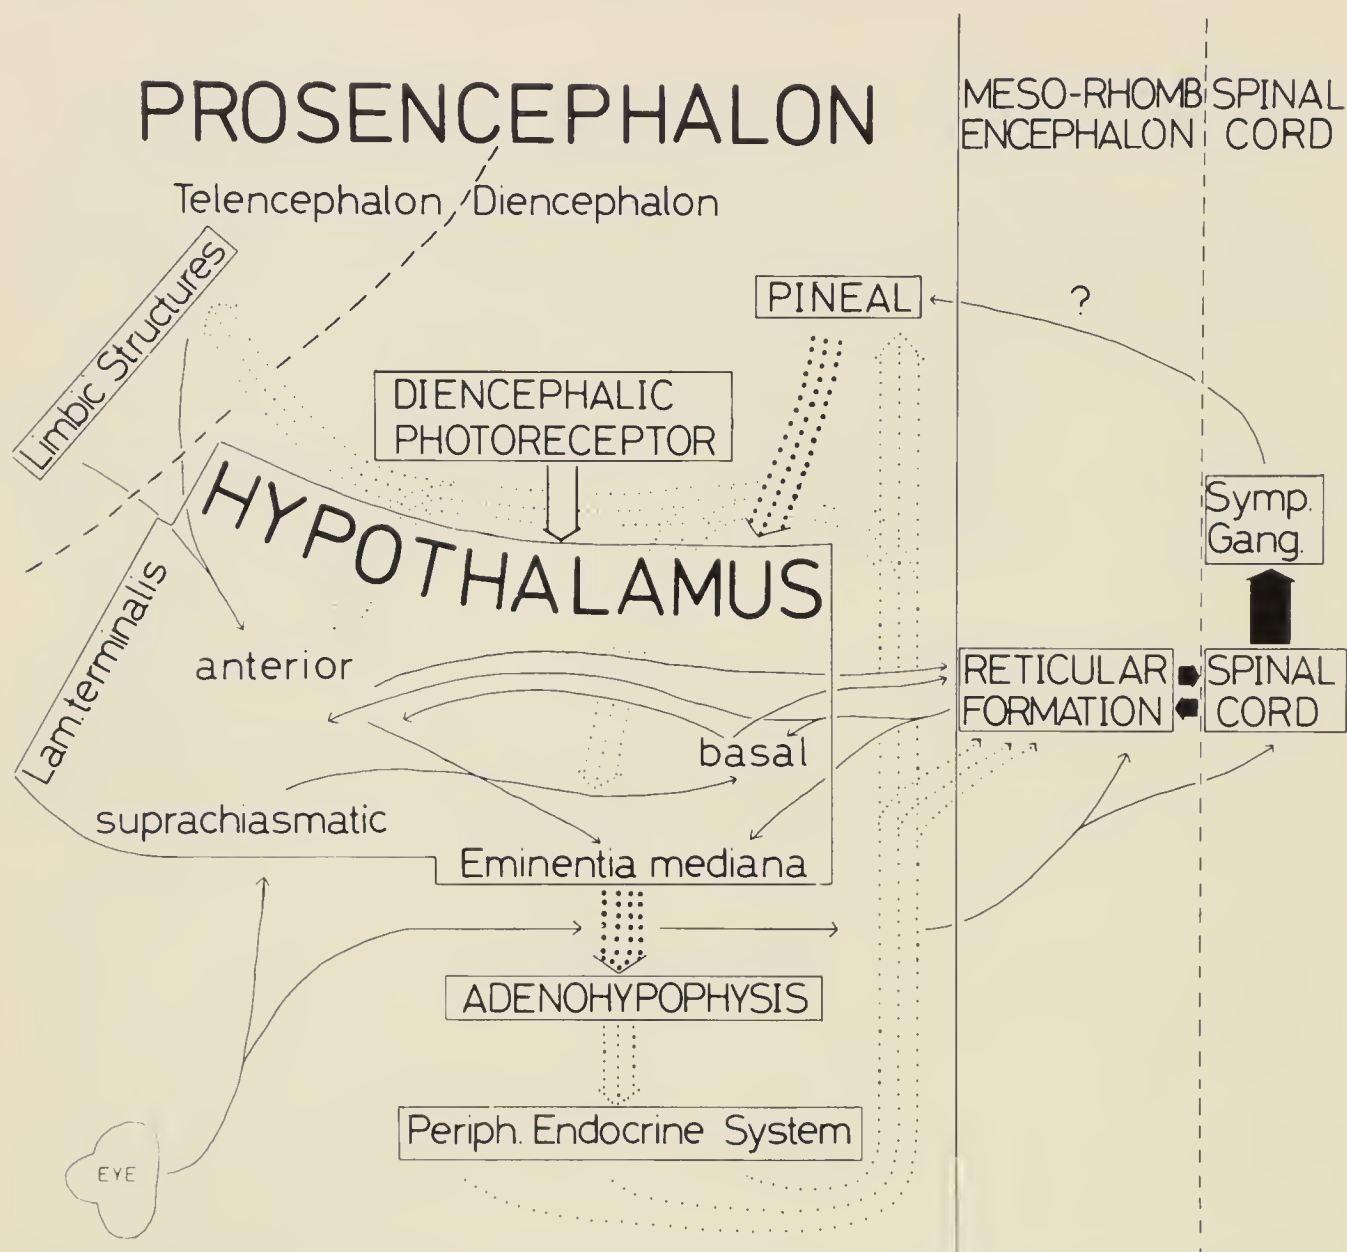 PROSENCEPHALON
MESO-RHOMB
ENCEPHALON
SPINAL
CORD
Telencephalon
Diencephalon
Limbic Structures
PINEAL
?
DIENCEPHALIC
PHOTORECEPTOR
HYPOTHALAMUS
Symp.
Gang.
Lam.terminalis
anterior
RETICULAR
FORMATION
SPINAL
CORD
basal
suprachiasmatic
Eminentia mediana
ADENOHYPOPHYSIS
Periph. Endocrine System
EYE